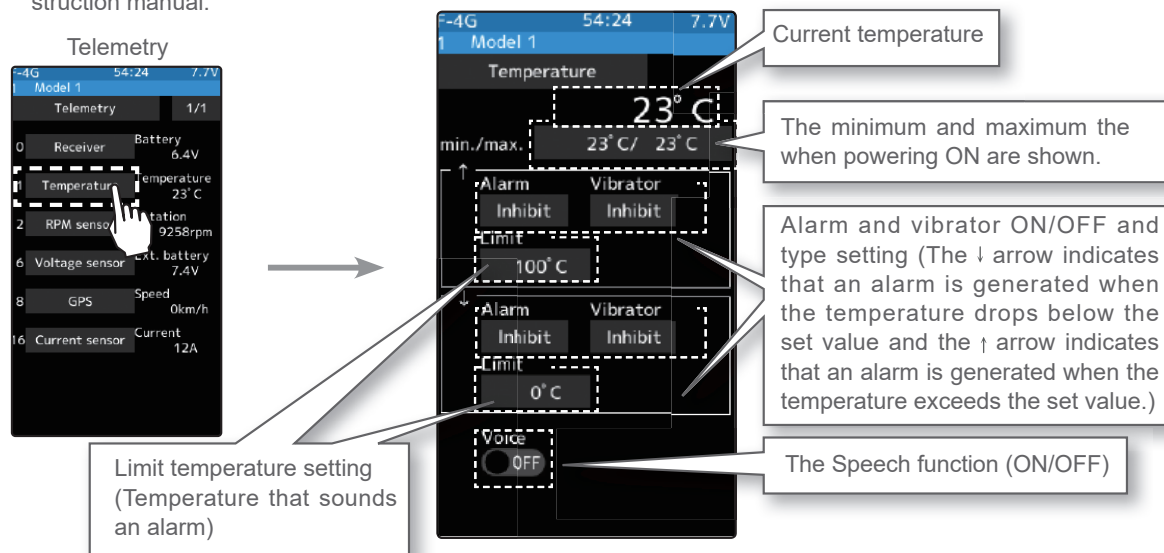 struction manual.
Telemetry
F-4G 54:24 7.7V
1 Model 1
Telemetry 1/1
0 Receiver Battery 6.4V
1 Temperature Temperature 23°C
2 RPM sensor tation 9258rpm
6 Voltage sensor Ext. battery 7.4V
8 GPS Speed 0km/h
16 Current sensor Current 12A
F-4G 54:24 7.7V
1 Model 1
Temperature
23°C
min./max. 23°C/ 23°C
↑
Alarm Vibrator
Inhibit Inhibit
Limit
100°C
↓
Alarm Vibrator
Inhibit Inhibit
Limit
0°C
Voice
OFF
Current temperature
The minimum and maximum the
when powering ON are shown.
Alarm and vibrator ON/OFF and
type setting (The ↓ arrow indicates
that an alarm is generated when
the temperature drops below the
set value and the ↑ arrow indicates
that an alarm is generated when the
temperature exceeds the set value.)
The Speech function (ON/OFF)
Limit temperature setting
(Temperature that sounds
an alarm)